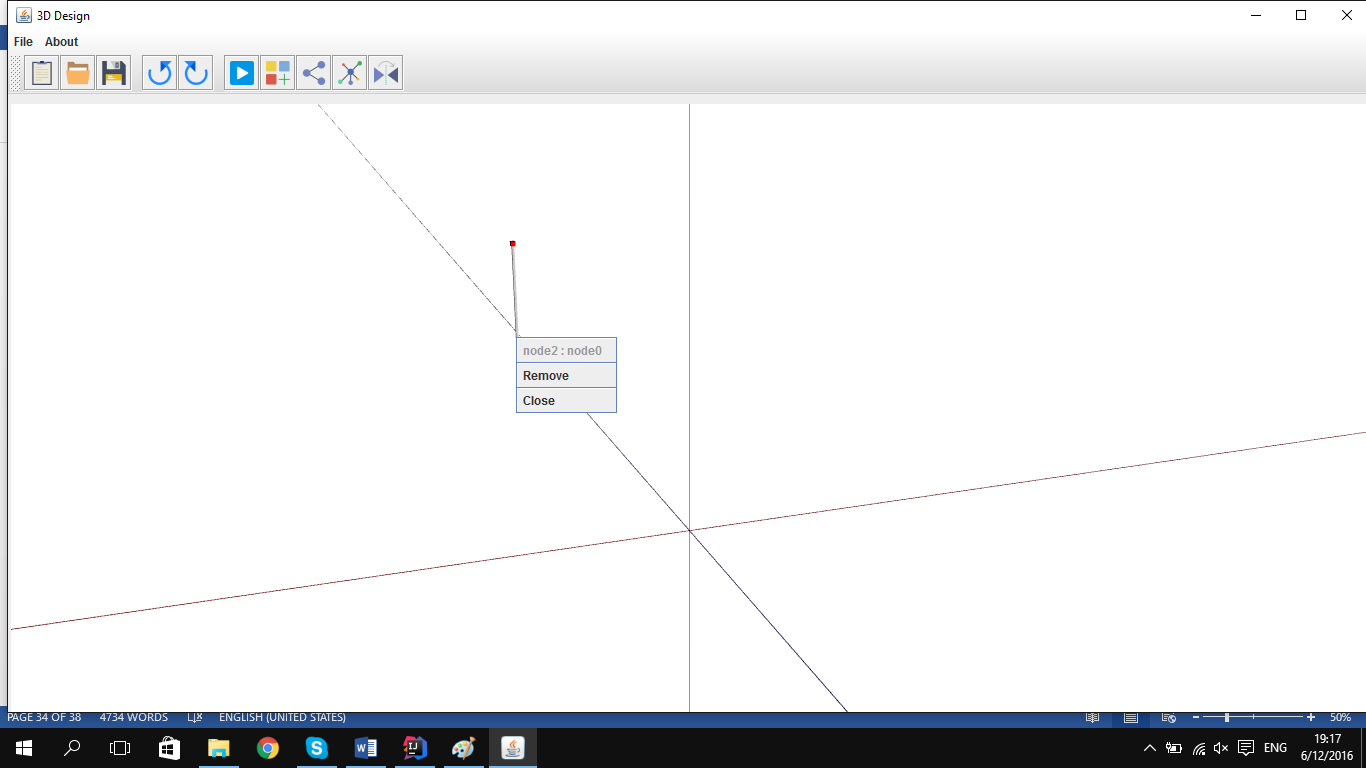 3D Design
File About
node2 : node0
Remove
Close
PAGE 34 OF 38 4734 WORDS ENGLISH (UNITED STATES) 50%
ENG 19:17
6/12/2016